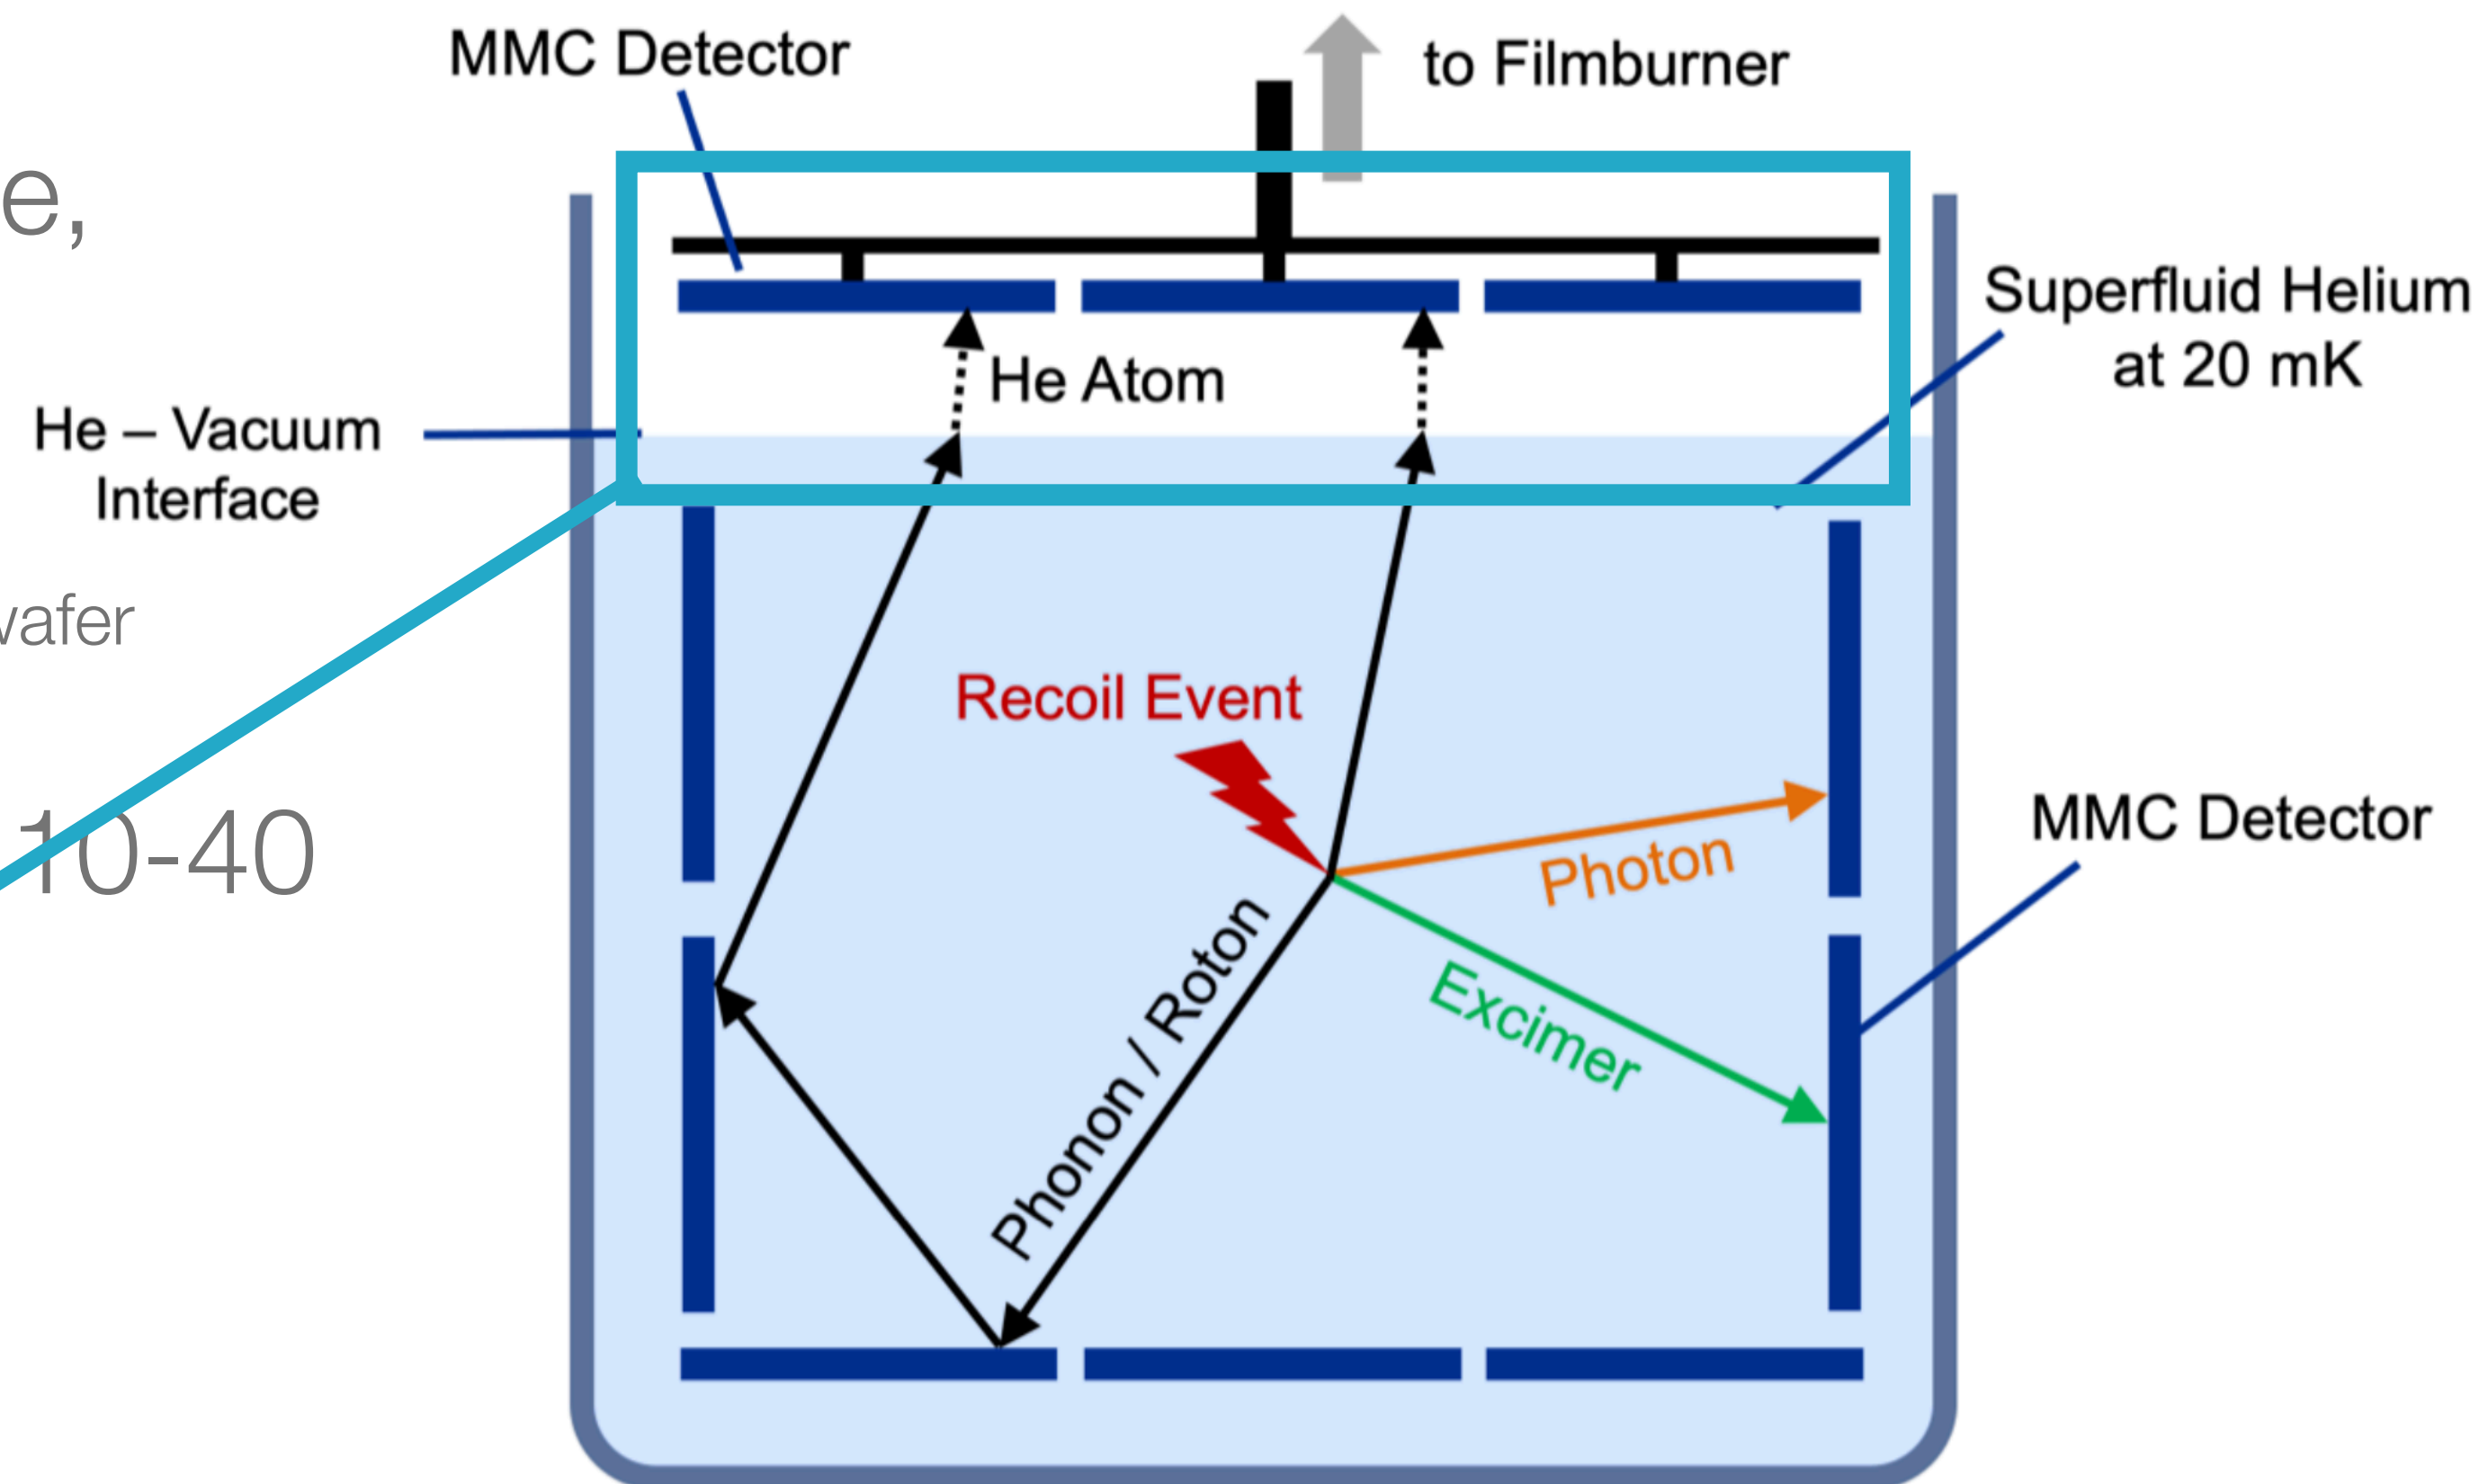 MMC Detector
to Filmburner
e,
Superfluid Helium
at 20 mK
He Atom
He – Vacuum
Interface
wafer
Recoil Event
10-40
Photon
MMC Detector
Excimer
Phonon / Roton